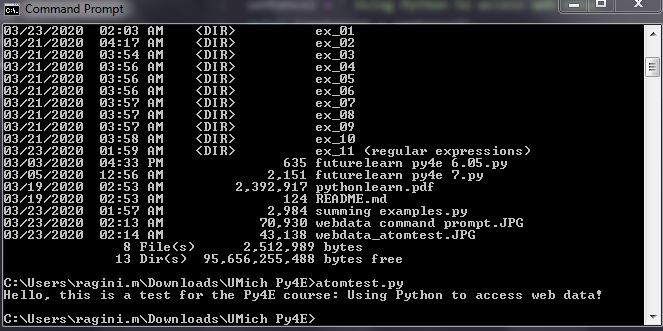 Command Prompt
03/23/2020  02:03 AM    <DIR>          ex_01
03/21/2020  04:17 AM    <DIR>          ex_02
03/21/2020  03:54 AM    <DIR>          ex_03
03/21/2020  03:56 AM    <DIR>          ex_04
03/21/2020  03:56 AM    <DIR>          ex_05
03/21/2020  03:56 AM    <DIR>          ex_06
03/21/2020  03:57 AM    <DIR>          ex_07
03/21/2020  03:57 AM    <DIR>          ex_08
03/21/2020  03:57 AM    <DIR>          ex_09
03/21/2020  03:58 AM    <DIR>          ex_10
03/23/2020  01:59 AM    <DIR>          ex_11 (regular expressions)
03/03/2020  04:33 PM               635 futurelearn py4e 6.05.py
03/05/2020  12:56 AM             2,151 futurelearn py4e 7.py
03/19/2020  02:53 AM         2,392,917 pythonlearn.pdf
03/19/2020  02:53 AM               124 README.md
03/23/2020  01:57 AM             2,984 summing examples.py
03/23/2020  02:13 AM            70,930 webdata command prompt.JPG
03/23/2020  02:14 AM            43,138 webdata_atomtest.JPG
8 File(s)      2,512,989 bytes
13 Dir(s)  95,656,255,488 bytes free
C:\Users\ragini.m\Downloads\UMich Py4E>atomtest.py
Hello, this is a test for the Py4E course: Using Python to access web data!
C:\Users\ragini.m\Downloads\UMich Py4E>